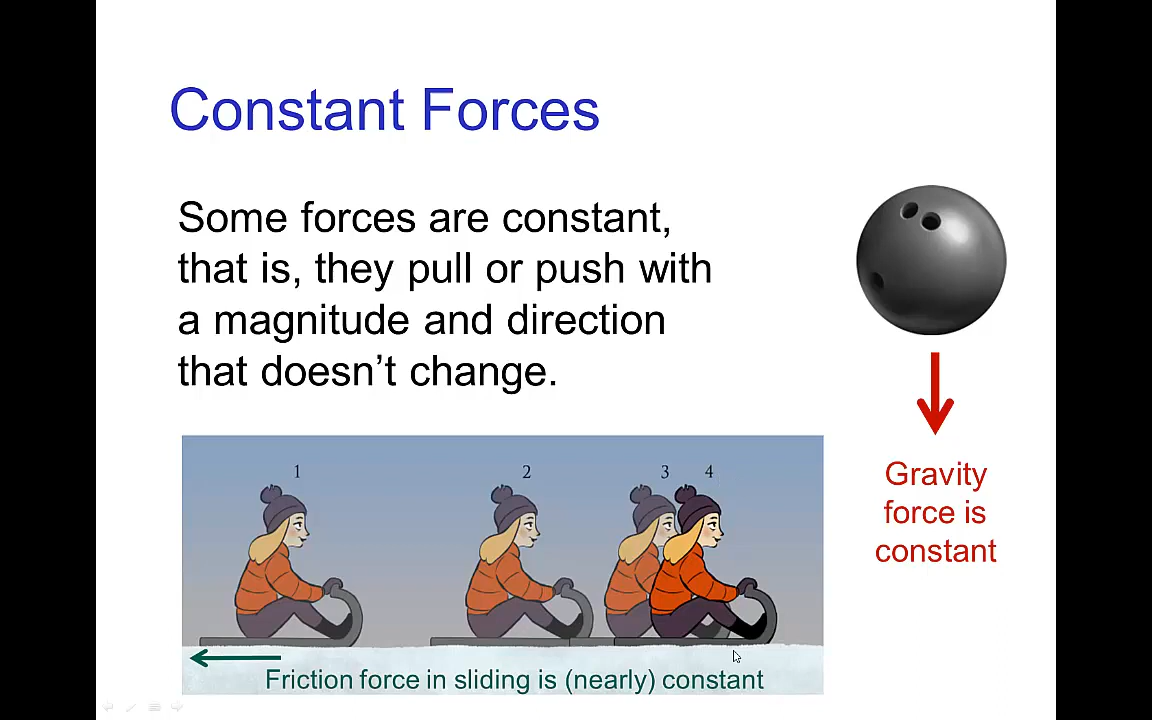 Constant Forces
Some forces are constant,
that is, they pull or push with
a magnitude and direction
that doesn't change.
1 2 3 4
Friction force in sliding is (nearly) constant
Gravity
force is
constant